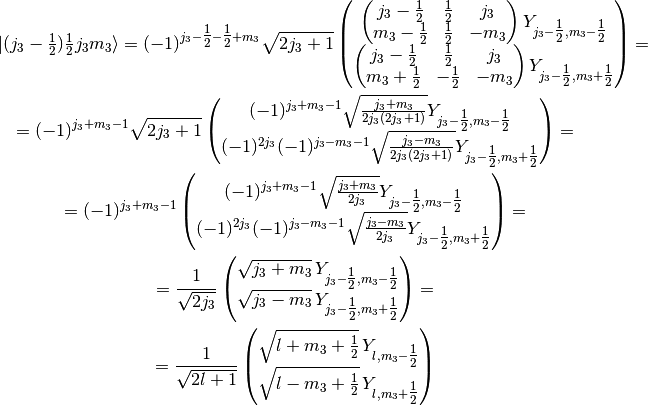 $|(j_3 - \frac{1}{2}) \frac{1}{2} j_3 m_3\rangle = (-1)^{j_3 - \frac{1}{2} - \frac{1}{2} + m_3} \sqrt{2j_3 + 1} \begin{pmatrix} \begin{pmatrix} j_3 - \frac{1}{2} & \frac{1}{2} & j_3 \\ m_3 - \frac{1}{2} & \frac{1}{2} & -m_3 \end{pmatrix} Y_{j_3 - \frac{1}{2}, m_3 - \frac{1}{2}} \\ \begin{pmatrix} j_3 - \frac{1}{2} & \frac{1}{2} & j_3 \\ m_3 + \frac{1}{2} & -\frac{1}{2} & -m_3 \end{pmatrix} Y_{j_3 - \frac{1}{2}, m_3 + \frac{1}{2}} \end{pmatrix} =$
$= (-1)^{j_3 + m_3 - 1} \sqrt{2j_3 + 1} \begin{pmatrix} (-1)^{j_3 + m_3 - 1} \sqrt{\frac{j_3 + m_3}{2j_3(2j_3 + 1)}} Y_{j_3 - \frac{1}{2}, m_3 - \frac{1}{2}} \\ (-1)^{2j_3} (-1)^{j_3 - m_3 - 1} \sqrt{\frac{j_3 - m_3}{2j_3(2j_3 + 1)}} Y_{j_3 - \frac{1}{2}, m_3 + \frac{1}{2}} \end{pmatrix} =$
$= (-1)^{j_3 + m_3 - 1} \begin{pmatrix} (-1)^{j_3 + m_3 - 1} \sqrt{\frac{j_3 + m_3}{2j_3}} Y_{j_3 - \frac{1}{2}, m_3 - \frac{1}{2}} \\ (-1)^{2j_3} (-1)^{j_3 - m_3 - 1} \sqrt{\frac{j_3 - m_3}{2j_3}} Y_{j_3 - \frac{1}{2}, m_3 + \frac{1}{2}} \end{pmatrix} =$
$= \frac{1}{\sqrt{2j_3}} \begin{pmatrix} \sqrt{j_3 + m_3} \, Y_{j_3 - \frac{1}{2}, m_3 - \frac{1}{2}} \\ \sqrt{j_3 - m_3} \, Y_{j_3 - \frac{1}{2}, m_3 + \frac{1}{2}} \end{pmatrix} =$
$= \frac{1}{\sqrt{2l + 1}} \begin{pmatrix} \sqrt{l + m_3 + \frac{1}{2}} \, Y_{l, m_3 - \frac{1}{2}} \\ \sqrt{l - m_3 + \frac{1}{2}} \, Y_{l, m_3 + \frac{1}{2}} \end{pmatrix}$